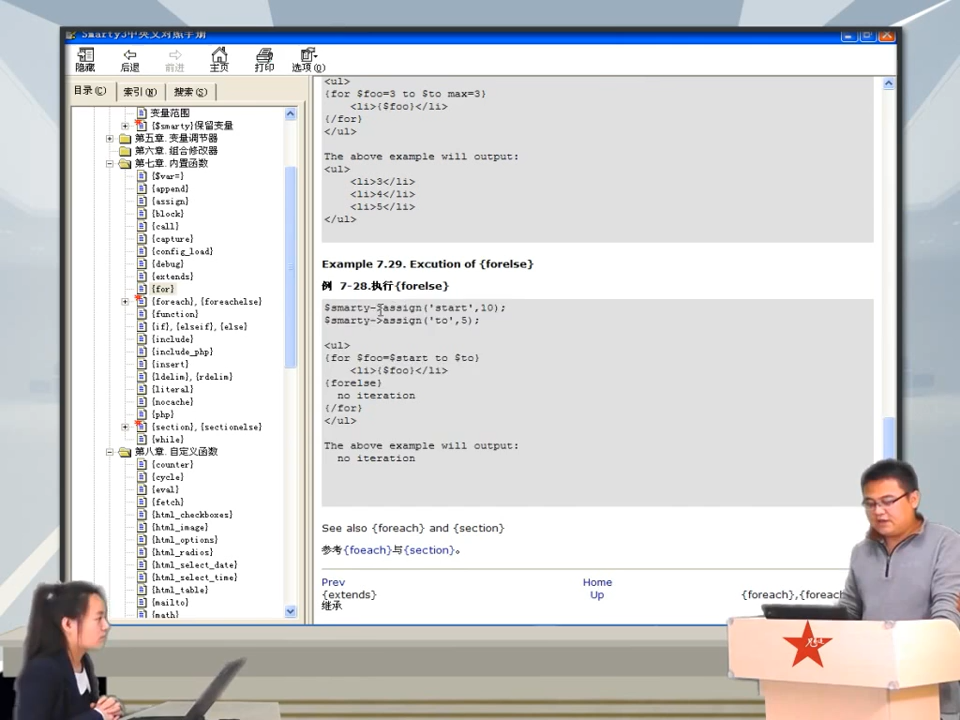 Smarty3中英文对照手册
隐藏
后退
前进
主页
打印
选项(O)
目录(C)
索引(N)
搜索(S)
变量范围
{$smarty}保留变量
第五章.变量调节器
第六章.组合修改器
第七章.内置函数
{$var=}
{append}
{assign}
{block}
{call}
{capture}
{config_load}
{debug}
{extends}
{for}
{foreach},{foreachelse}
{function}
{if},{elseif},{else}
{include}
{include_php}
{insert}
{ldelim},{rdelim}
{literal}
{nocache}
{php}
{section},{sectionelse}
{while}
第八章.自定义函数
{counter}
{cycle}
{eval}
{fetch}
{html_checkboxes}
{html_image}
{html_options}
{html_radios}
{html_select_date}
{html_select_time}
{html_table}
{mailto}
{math}
<ul>
{for $foo=3 to $to max=3}
<li>{$foo}</li>
{/for}
</ul>
The above example will output:
<ul>
<li>3</li>
<li>4</li>
<li>5</li>
</ul>
Example 7.29. Excution of {forelse}
例 7-28.执行{forelse}
$smarty->assign('start',10);
$smarty->assign('to',5);
<ul>
{for $foo=$start to $to}
<li>{$foo}</li>
{forelse}
no iteration
{/for}
</ul>
The above example will output:
no iteration
See also {foreach} and {section}
参考{foeach}与{section}。
Prev Home
{extends} Up {foreach},{foreach
继承